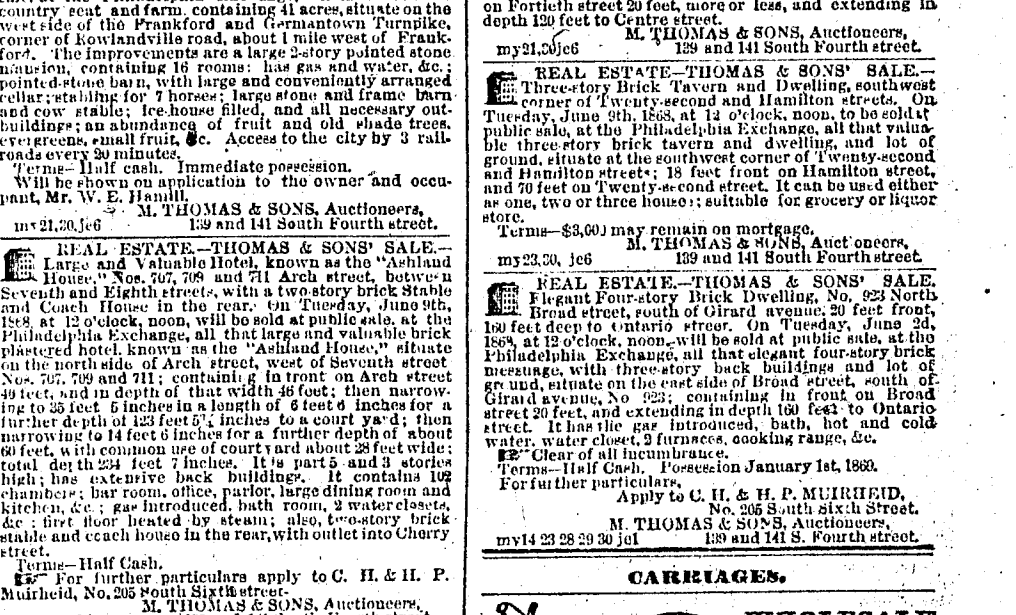 country seat and farm, containing 41 acres, situate on the
west side of the Frankford and Germantown Turnpike,
corner of Rowlandville road, about 1 mile west of Frank-
ford. The improvements are a large 2-story pointed stone
mansion, containing 16 rooms; has gas and water, &c.;
pointed-stone barn, with large and conveniently arranged
cellar; stabling for 7 horses; large stone and frame barn
and cow stable; Ice-house filled, and all necessary out-
buildings; an abundance of fruit and old shade trees,
evergreens, small fruit, &c. Access to the city by 3 rail-
roads every 20 minutes.
Terms—Half cash. Immediate possession.
Will be shown on application to the owner and occu-
pant, Mr. W. E. Hamill.
M. THOMAS & SONS, Auctioneers,
my21,30,je6 139 and 141 South Fourth street.
REAL ESTATE.—THOMAS & SONS' SALE.—
Large and Valuable Hotel, known as the "Ashland
House," Nos. 707, 709 and 711 Arch street, between
Seventh and Eighth streets, with a two-story brick Stable
and Coach House in the rear. On Tuesday, June 9th,
1868, at 12 o'clock, noon, will be sold at public sale, at the
Philadelphia Exchange, all that large and valuable brick
plastered hotel, known as the "Ashland House," situate
on the north side of Arch street, west of Seventh street
Nos. 707, 709 and 711; containing in front on Arch street
49 feet, and in depth of that width 46 feet; then narrow-
ing to 35 feet 5 inches in a length of 6 feet 6 inches for a
further depth of 123 feet 5¼ inches to a court yard; then
narrowing to 14 feet 6 inches for a further depth of about
60 feet, with common use of courtyard about 28 feet wide;
total depth 234 feet 7 inches. It is part 5 and 3 stories
high; has extensive back buildings. It contains 102
chambers; bar room, office, parlor, large dining room and
kitchen, &c.; gas introduced, bath room, 2 water closets,
&c.; first floor heated by steam; also, two-story brick
stable and coach house in the rear, with outlet into Cherry
street.
Terms—Half Cash.
☞ For further particulars apply to C. H. & H. P.
Muirheid, No. 205 South Sixth street.
M. THOMAS & SONS, Auctioneers,
on Fortieth street 20 feet, more or less, and extending in
depth 120 feet to Centre street.
M. THOMAS & SONS, Auctioneers,
my21,30je6 139 and 141 South Fourth street.
REAL ESTATE—THOMAS & SONS' SALE.—
Three-story Brick Tavern and Dwelling, southwest
corner of Twenty-second and Hamilton streets. On
Tuesday, June 9th, 1868, at 12 o'clock, noon, to be sold at
public sale, at the Philadelphia Exchange, all that valua-
ble three-story brick tavern and dwelling, and lot of
ground, situate at the southwest corner of Twenty-second
and Hamilton streets; 18 feet front on Hamilton street,
and 70 feet on Twenty-second street. It can be used either
as one, two or three houses; suitable for grocery or liquor
store.
Terms—$3,000 may remain on mortgage.
M. THOMAS & SONS, Auctioneers,
my23,30, je6 139 and 141 South Fourth street.
REAL ESTATE.—THOMAS & SONS' SALE.
Elegant Four-story Brick Dwelling, No. 923 North
Broad street, south of Girard avenue, 20 feet front,
160 feet deep to Ontario street. On Tuesday, June 2d,
1868, at 12 o'clock, noon, will be sold at public sale, at the
Philadelphia Exchange, all that elegant four-story brick
messuage, with three-story back buildings and lot of
ground, situate on the east side of Broad street, south of
Girard avenue, No 923; containing in front on Broad
street 20 feet, and extending in depth 160 feet to Ontario
street. It has the gas introduced, bath, hot and cold
water, water closet, 2 furnaces, cooking range, &c.
☞ Clear of all incumbrance.
Terms—Half Cash. Possession January 1st, 1869.
For further particulars,
Apply to C. H. & H. P. MUIRHEID,
No. 205 South Sixth Street.
M. THOMAS & SONS, Auctioneers,
my14 23 28 29 30 je1 139 and 141 S. Fourth street.
CARRIAGES.